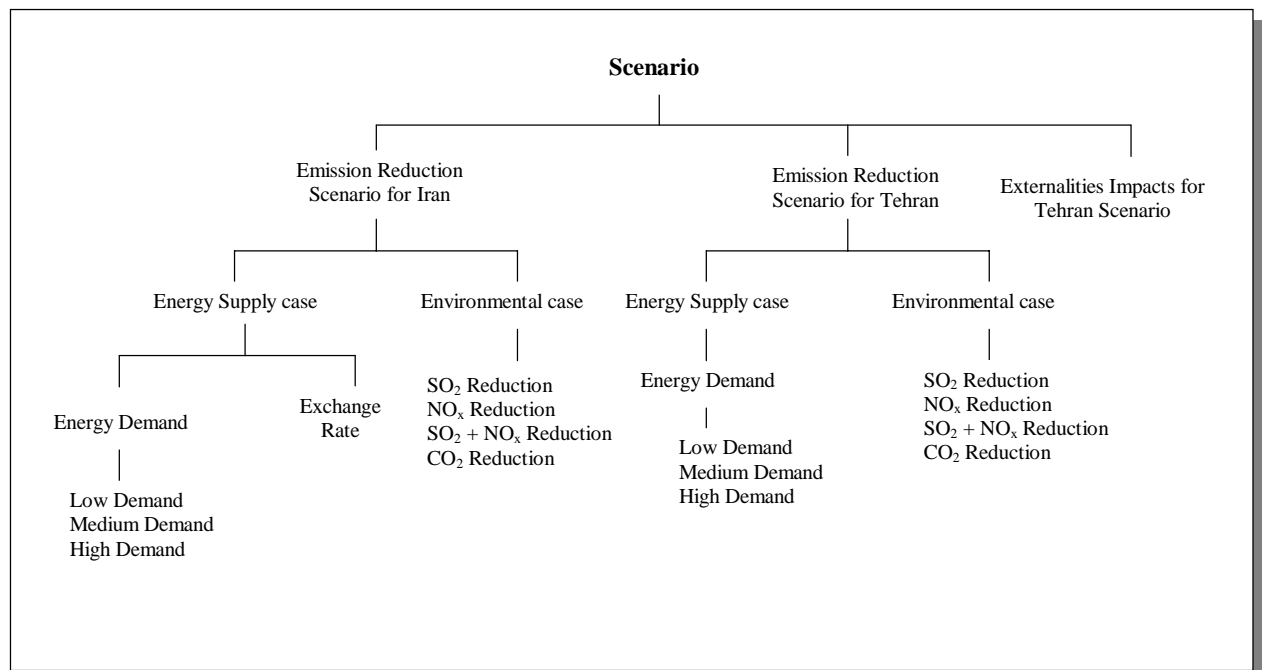 Scenario
Emission Reduction
Scenario for Iran
Emission Reduction
Scenario for Tehran
Externalities Impacts for
Tehran Scenario
Energy Supply case
Environmental case
Energy Supply case
Environmental case
Energy Demand
Exchange
Rate
SO₂ Reduction
NOₓ Reduction
SO₂ + NOₓ Reduction
CO₂ Reduction
Energy Demand
SO₂ Reduction
NOₓ Reduction
SO₂ + NOₓ Reduction
CO₂ Reduction
Low Demand
Medium Demand
High Demand
Low Demand
Medium Demand
High Demand